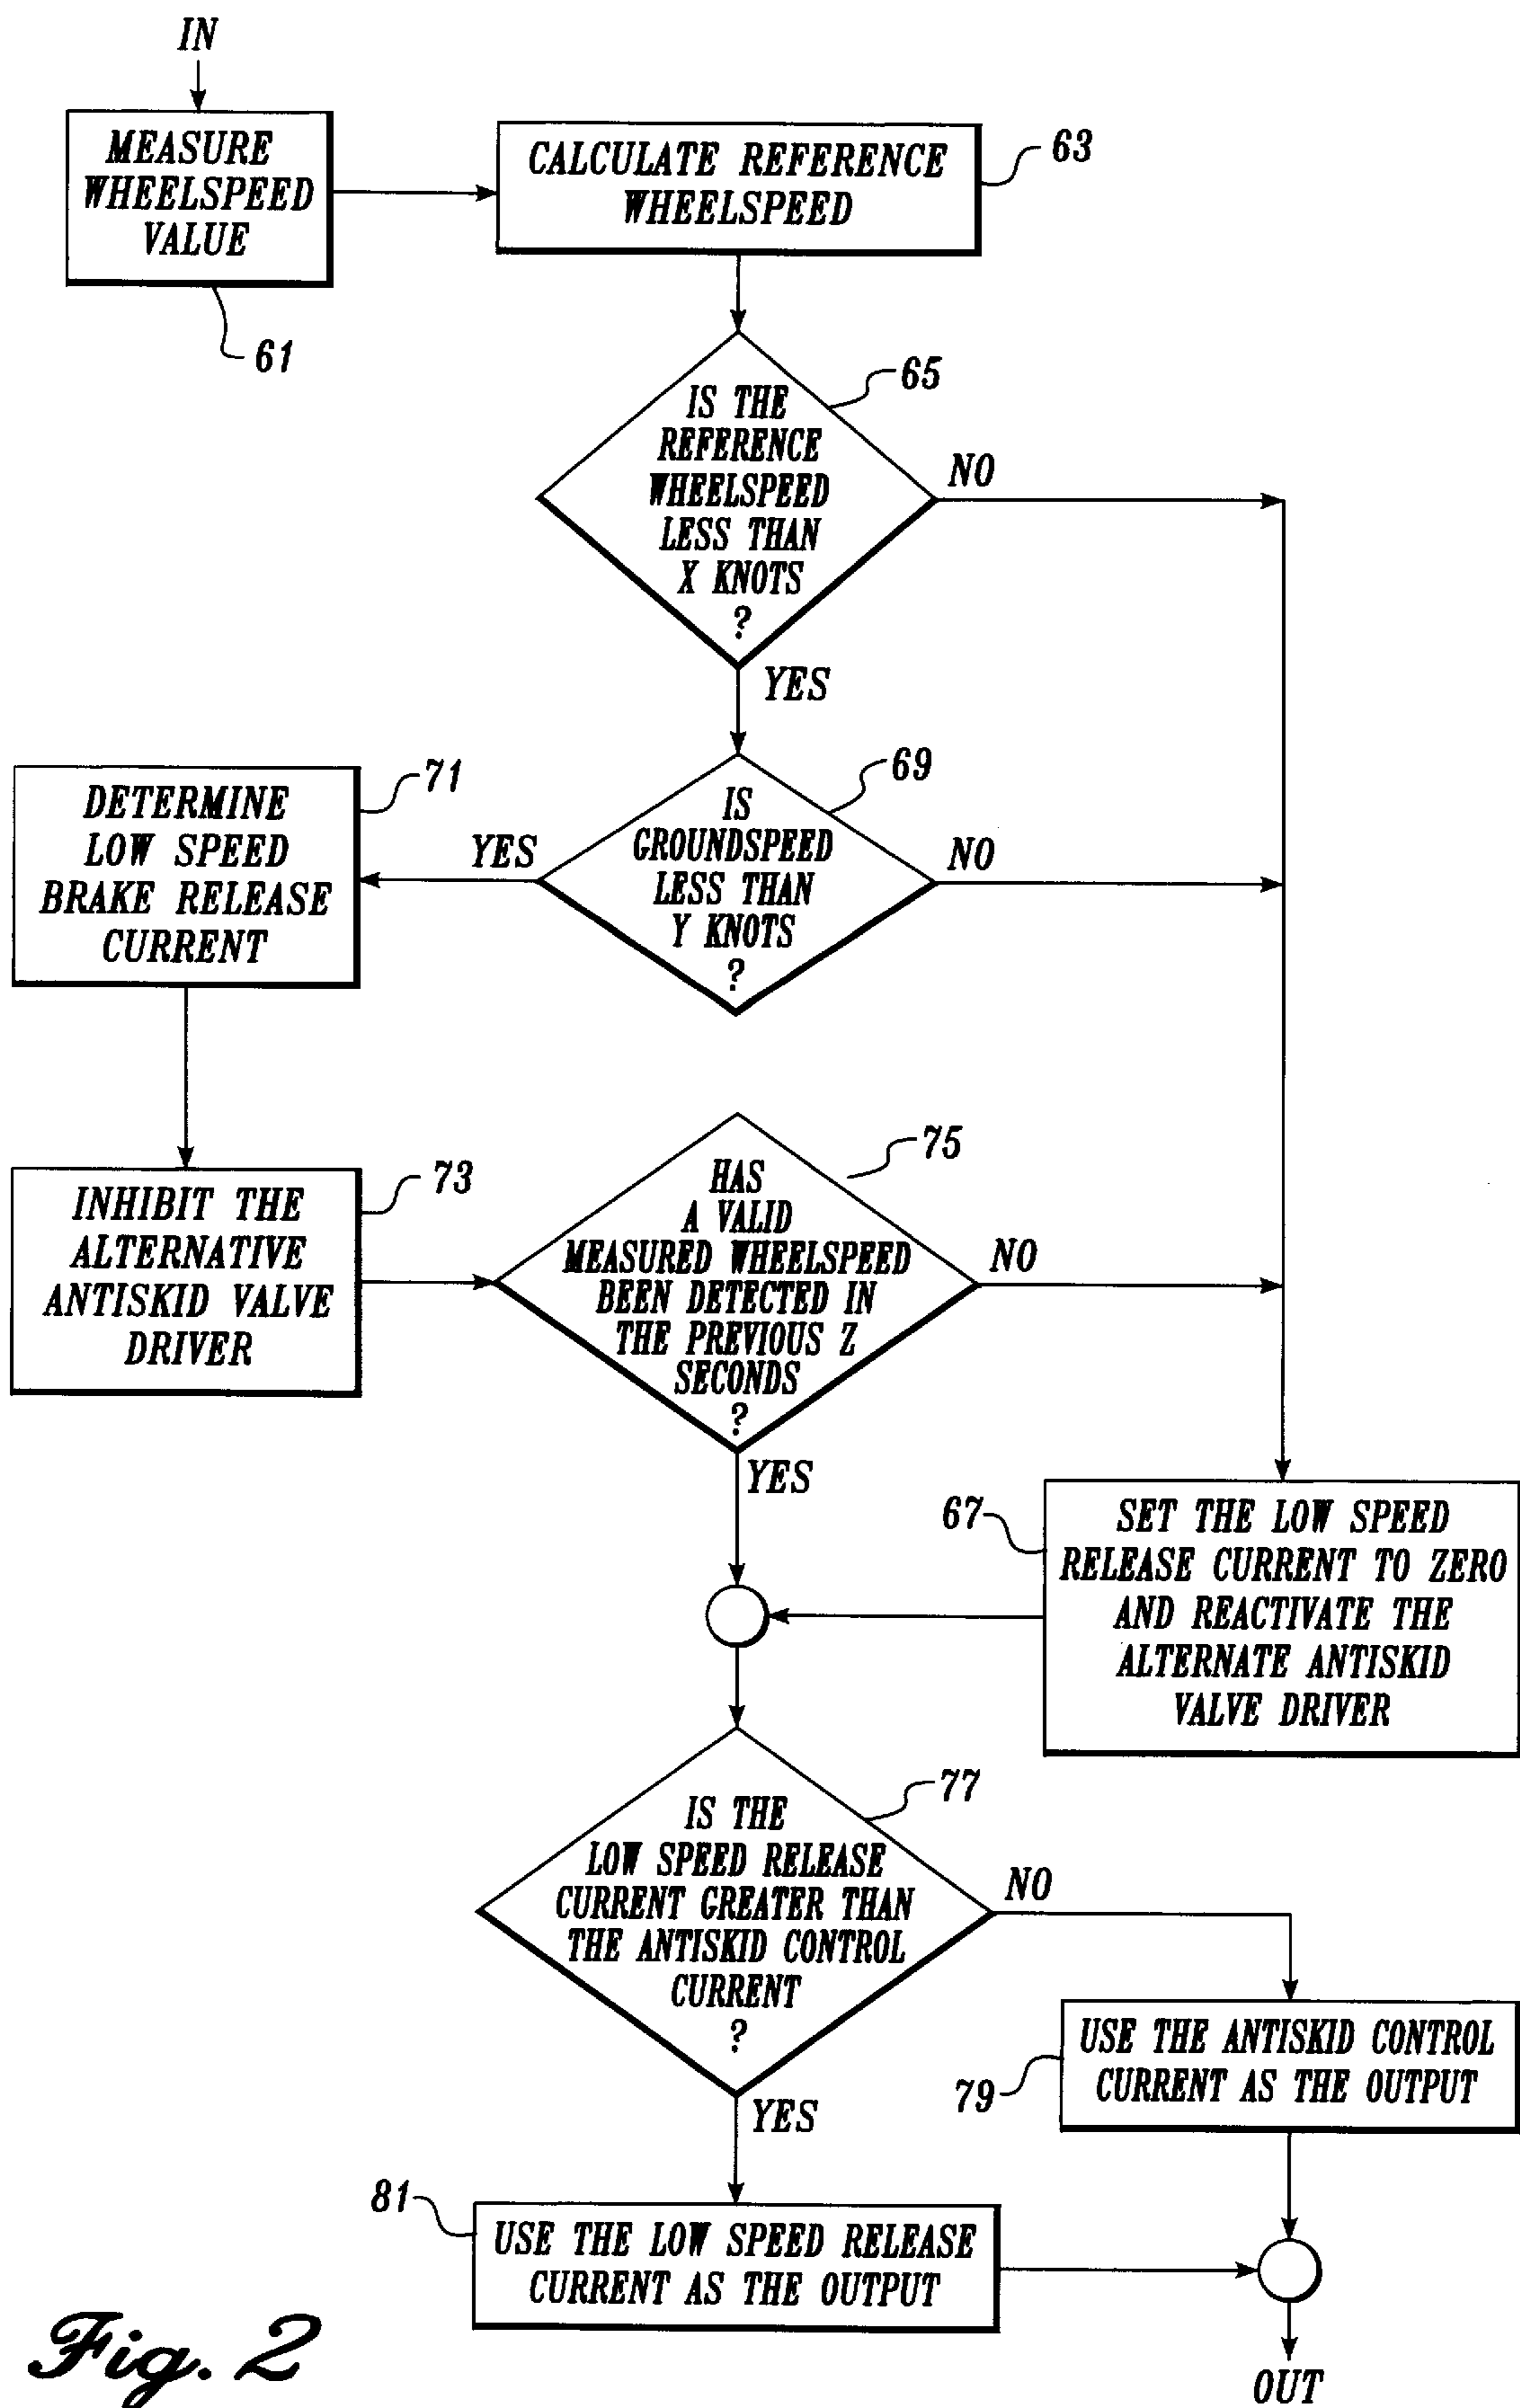 IN
MEASURE
WHEELSPEED
VALUE
61
CALCULATE REFERENCE
WHEELSPEED
63
IS THE
REFERENCE
WHEELSPEED
LESS THAN
X KNOTS
?
65
NO
YES
IS
GROUNDSPEED
LESS THAN
Y KNOTS
?
69
NO
YES
DETERMINE
LOW SPEED
BRAKE RELEASE
CURRENT
71
INHIBIT THE
ALTERNATIVE
ANTISKID VALVE
DRIVER
73
HAS
A VALID
MEASURED WHEELSPEED
BEEN DETECTED IN
THE PREVIOUS Z
SECONDS
?
75
NO
YES
67
SET THE LOW SPEED
RELEASE CURRENT TO ZERO
AND REACTIVATE THE
ALTERNATE ANTISKID
VALVE DRIVER
IS THE
LOW SPEED RELEASE
CURRENT GREATER THAN
THE ANTISKID CONTROL
CURRENT
?
77
NO
YES
USE THE ANTISKID CONTROL
CURRENT AS THE OUTPUT
79
81
USE THE LOW SPEED RELEASE
CURRENT AS THE OUTPUT
OUT
Fig. 2